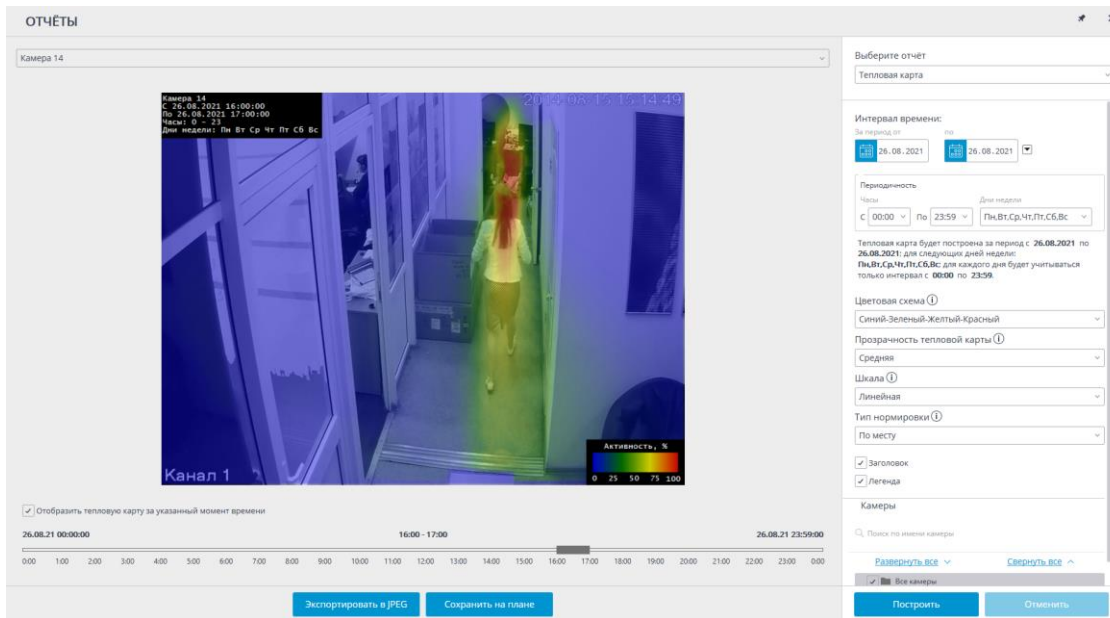 ОТЧЁТЫ
Камера 14
Камера 14
С 26.08.2021 16:00:00
По 26.08.2021 17:00:00
Часы: 0 - 23
Дни недели: Пн Вт Ср Чт Пт Сб Вс
2014-08-15 15:14:49
Канал 1
Активность, %
0 25 50 75 100
Отобразить тепловую карту за указанный момент времени
26.08.21 00:00:00 16:00 - 17:00 26.08.21 23:59:00
0:00 1:00 2:00 3:00 4:00 5:00 6:00 7:00 8:00 9:00 10:00 11:00 12:00 13:00 14:00 15:00 16:00 17:00 18:00 19:00 20:00 21:00 22:00 23:00 0:00
Экспортировать в JPEG Сохранить на плане
Выберите отчёт
Тепловая карта
Интервал времени:
За период от по
26.08.2021 26.08.2021
Периодичность
Часы Дни недели
С 00:00 По 23:59 Пн,Вт,Ср,Чт,Пт,Сб,Вс
Тепловая карта будет построена за период с 26.08.2021 по
26.08.2021; для следующих дней недели:
Пн,Вт,Ср,Чт,Пт,Сб,Вс; для каждого дня будет учитываться
только интервал с 00:00 по 23:59.
Цветовая схема
Синий-Зеленый-Желтый-Красный
Прозрачность тепловой карты
Средняя
Шкала
Линейная
Тип нормировки
По месту
Заголовок
Легенда
Камеры
Поиск по имени камеры
Развернуть все Свернуть все
Все камеры
Построить Отменить